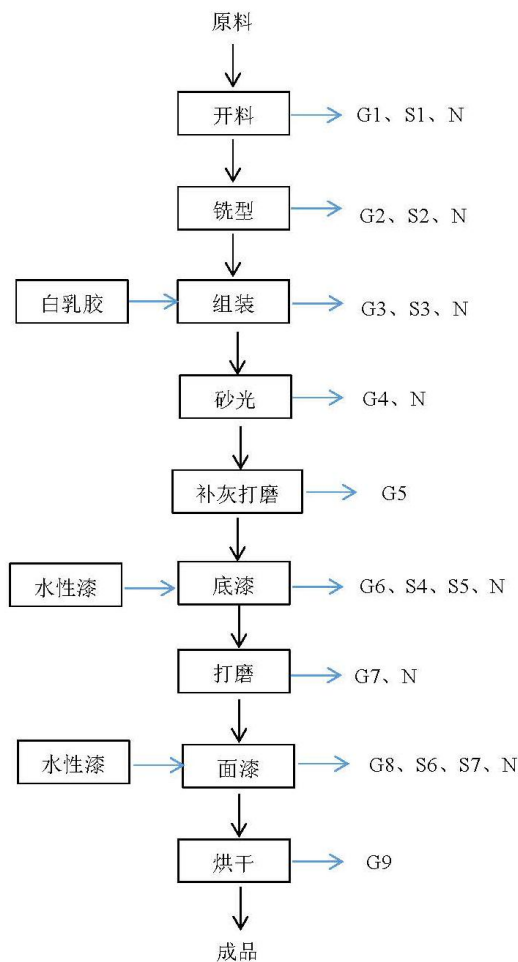 原料
开料
G1、S1、N
铣型
G2、S2、N
白乳胶
组装
G3、S3、N
砂光
G4、N
补灰打磨
G5
水性漆
底漆
G6、S4、S5、N
打磨
G7、N
水性漆
面漆
G8、S6、S7、N
烘干
G9
成品